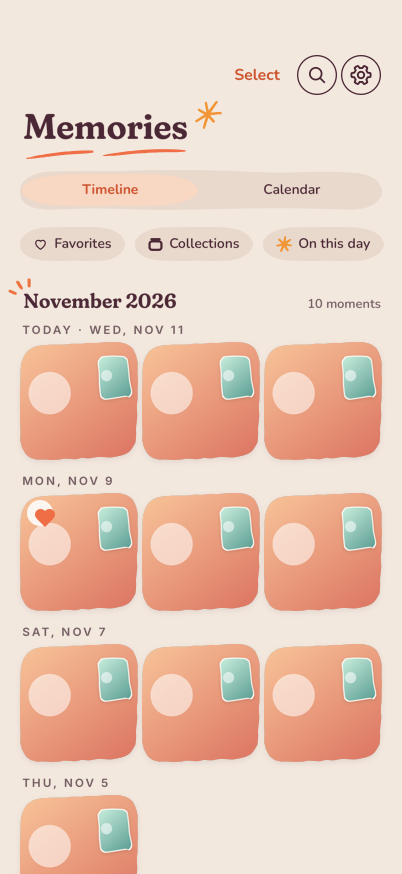 Select
Memories
Timeline
Calendar
Favorites
Collections
On this day
November 2026
10 moments
TODAY · WED, NOV 11
MON, NOV 9
SAT, NOV 7
THU, NOV 5